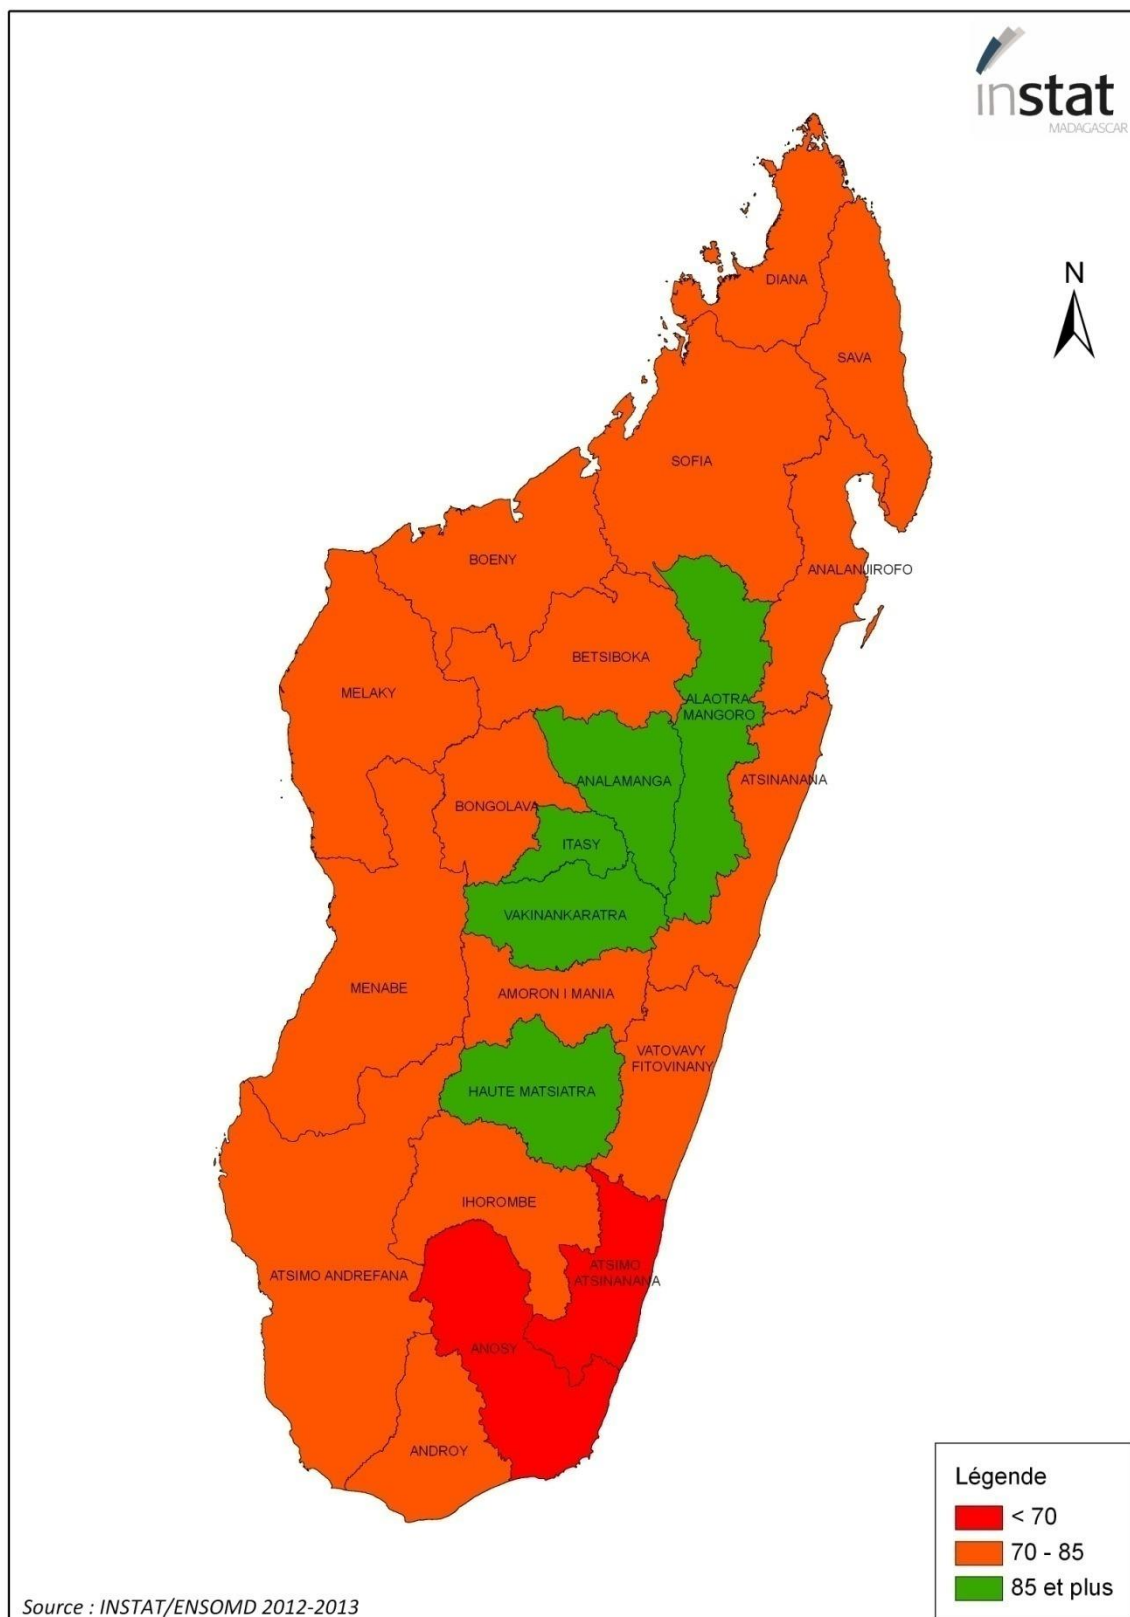 instat
MADAGASCAR
N
DIANA
SAVA
SOFIA
BOENY
ANALANJIROFO
BETSIBOKA
MELAKY
ALAOTRA
MANGORO
ANALAMANGA
ATSINANANA
BONGOLAVA
ITASY
VAKINANKARATRA
MENABE
AMORON I MANIA
VATOVAVY
FITOVINANY
HAUTE MATSIATRA
IHOROMBE
ATSIMO
ATSINANANA
ATSIMO ANDREFANA
ANOSY
ANDROY
Légende
< 70
70 - 85
85 et plus
Source : INSTAT/ENSOMD 2012-2013